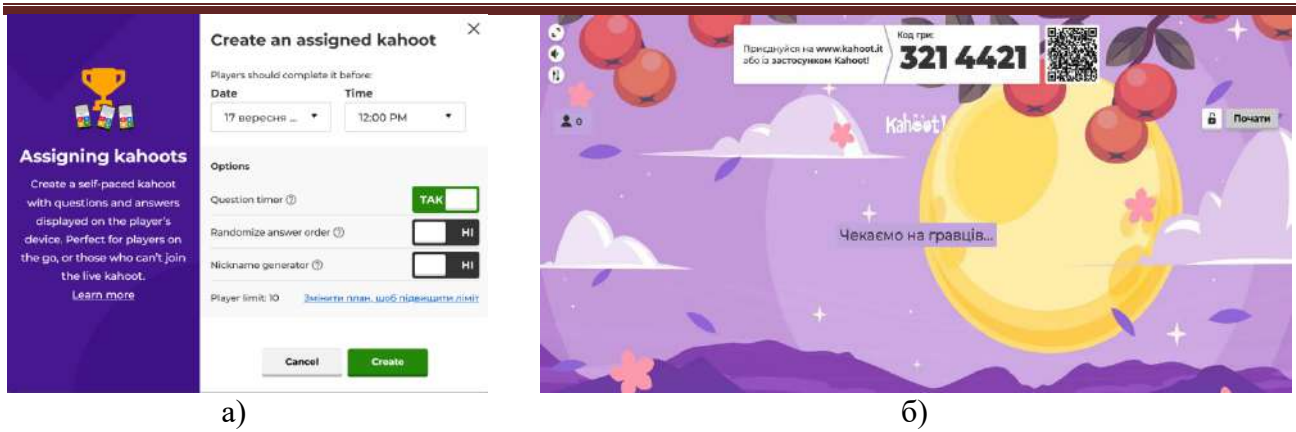 Assigning kahoots
Create a self-paced kahoot
with questions and answers
displayed on the player's
device. Perfect for players on
the go, or those who can't join
the live kahoot.
Learn more
Create an assigned kahoot
Players should complete it before:
Date
Time
17 вересня ...
12:00 PM
Options
Question timer
ТАК
Randomize answer order
НІ
Nickname generator
НІ
Player limit: 10
Змінити план, щоб підвищити ліміт
Cancel
Create
а)
Приєднуйся на www.kahoot.it
або із застосунком Kahoot!
Код гри:
321 4421
0
Kahoot!
Почати
Чекаємо на гравців...
б)